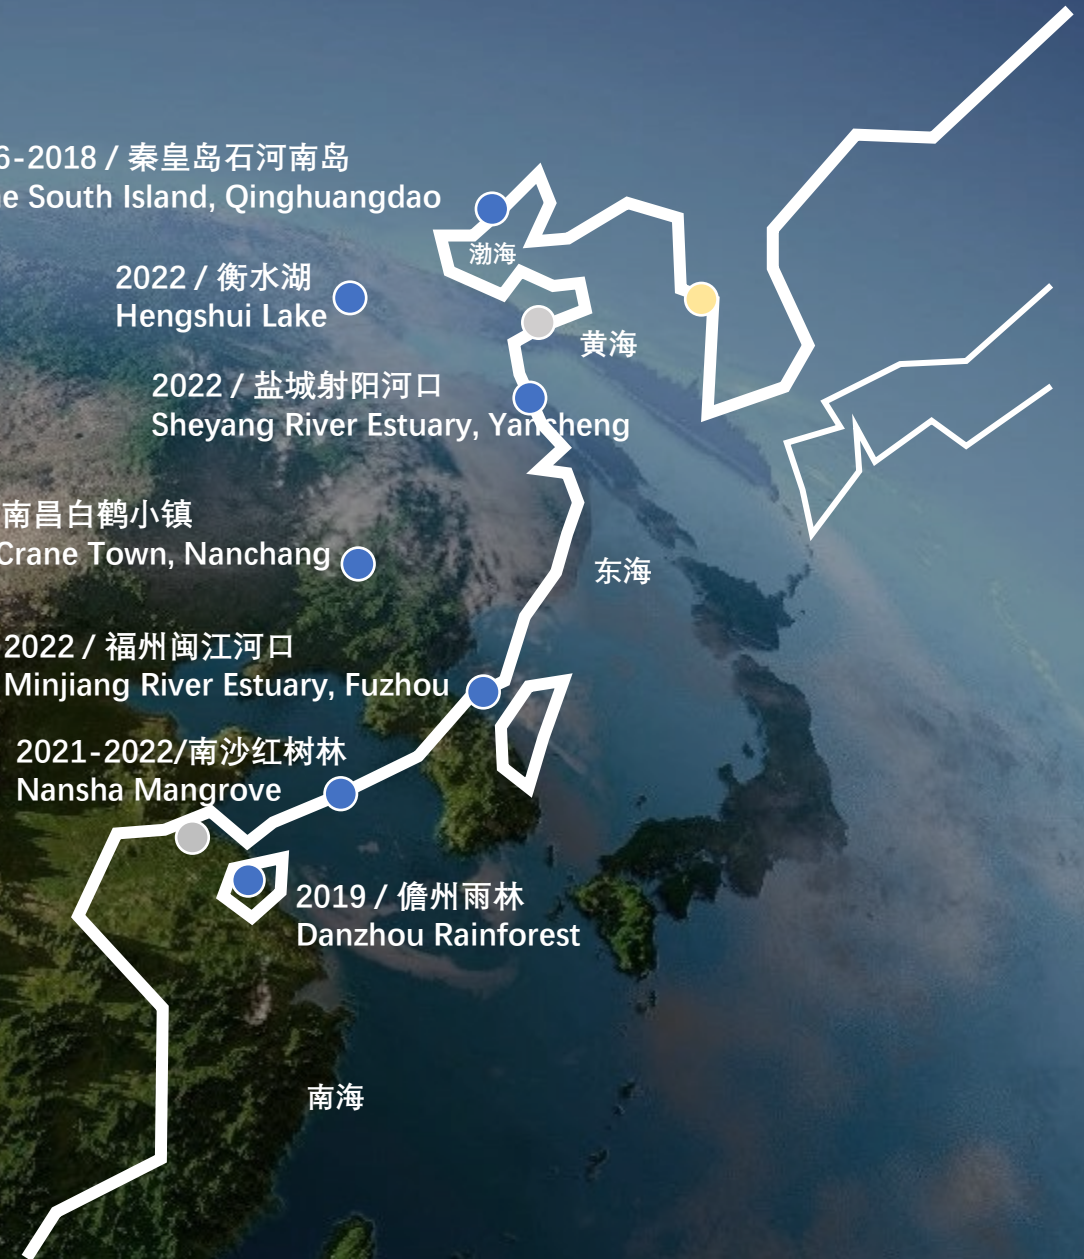 6-2018 / 秦皇岛石河南岛
e South Island, Qinghuangdao
渤海
2022 / 衡水湖
Hengshui Lake
黄海
2022 / 盐城射阳河口
Sheyang River Estuary, Yancheng
南昌白鹤小镇
Crane Town, Nanchang
东海
2022 / 福州闽江河口
Minjiang River Estuary, Fuzhou
2021-2022/南沙红树林
Nansha Mangrove
2019 / 儋州雨林
Danzhou Rainforest
南海